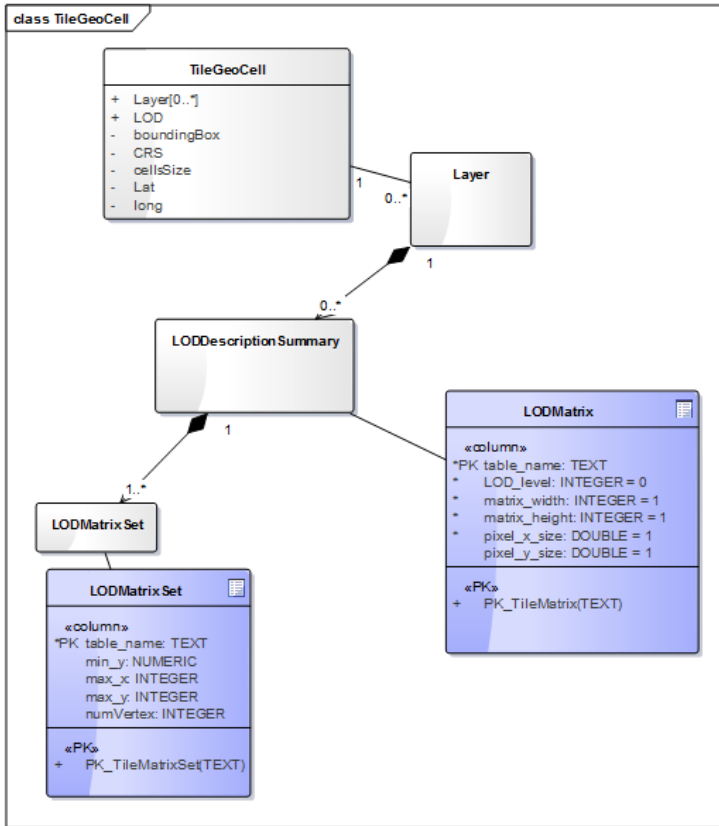 class TileGeoCell
TileGeoCell
+ Layer[0..*]
+ LOD
- boundingBox
- CRS
- cellsSize
- Lat
- long
1
0..*
Layer
1
0..*
LODDescriptionSummary
1
1..*
LODMatrixSet
LODMatrix
«column»
*PK table_name: TEXT
* LOD_level: INTEGER = 0
* matrix_width: INTEGER = 1
* matrix_height: INTEGER = 1
* pixel_x_size: DOUBLE = 1
pixel_y_size: DOUBLE = 1
«PK»
+ PK_TileMatrix(TEXT)
LODMatrixSet
«column»
*PK table_name: TEXT
min_y: NUMERIC
max_x: INTEGER
max_y: INTEGER
numVertex: INTEGER
«PK»
+ PK_TileMatrixSet(TEXT)